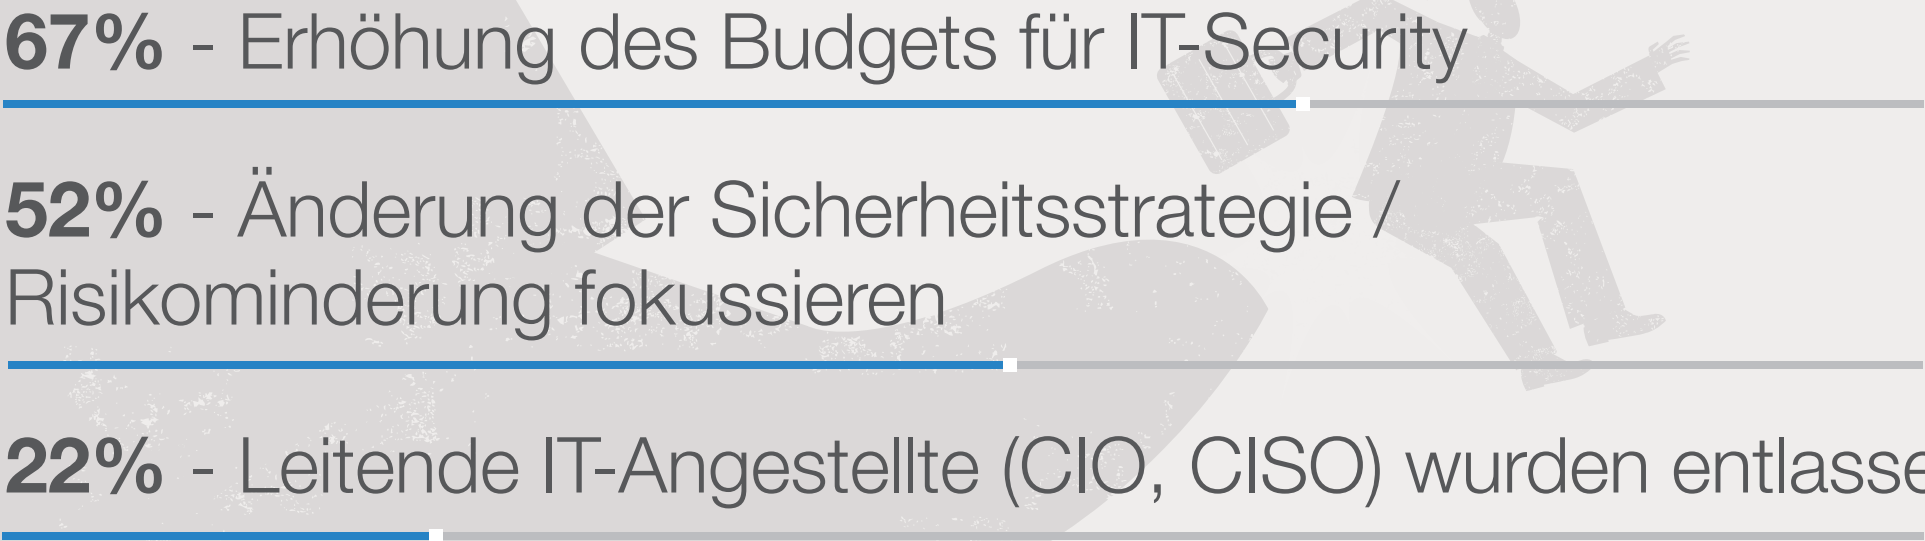 67% - Erhöhung des Budgets für IT-Security
52% - Änderung der Sicherheitsstrategie /
Risikominderung fokussieren
22% - Leitende IT-Angestellte (CIO, CISO) wurden